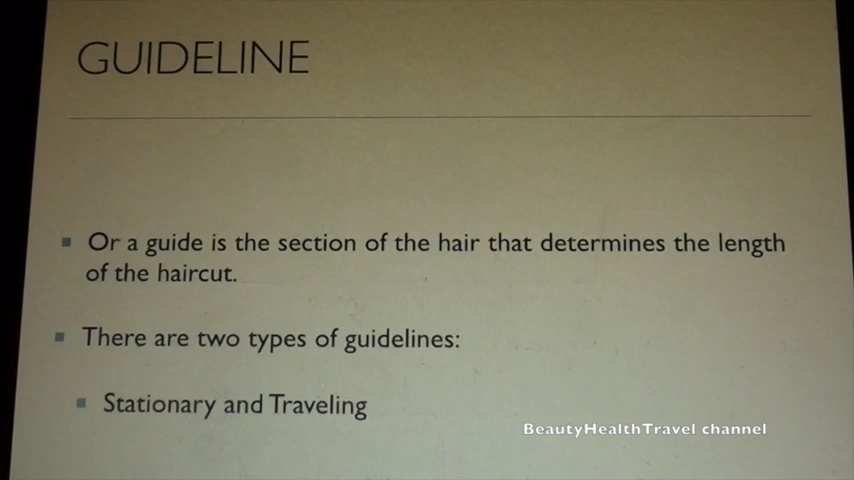 GUIDELINE
Or a guide is the section of the hair that determines the length
of the haircut.
There are two types of guidelines:
Stationary and Traveling
BeautyHealthTravel channel